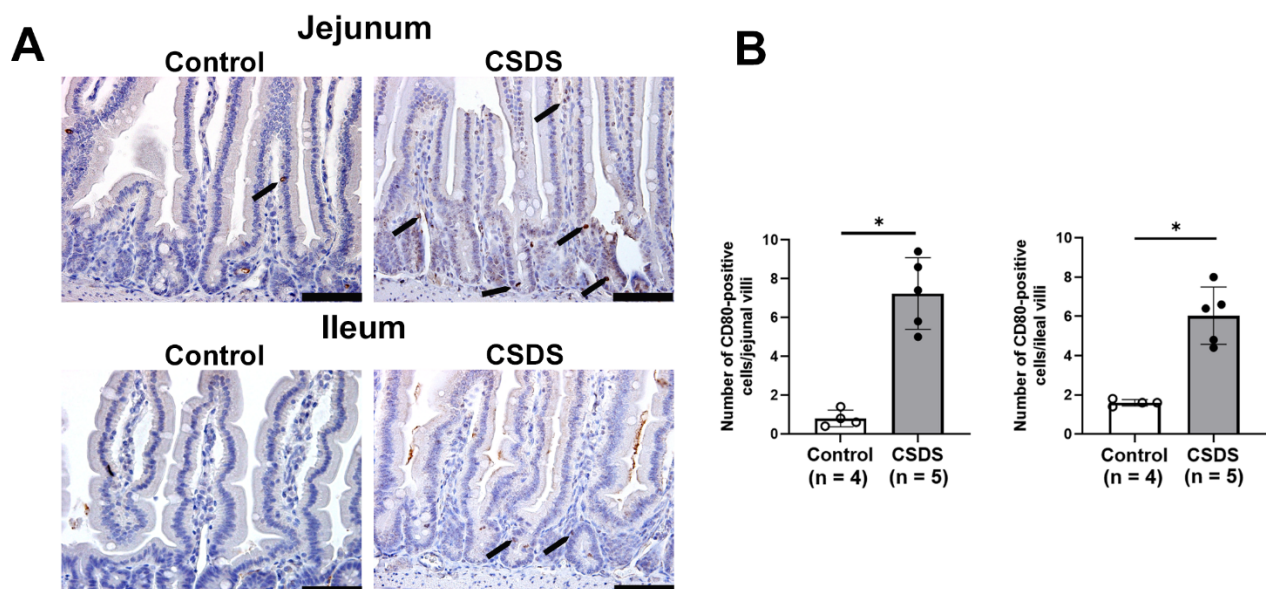 A
Jejunum
Control
CSDS
Ileum
Control
CSDS
B
Number of CD80-positive
cells/jejunal villi
10
8
6
4
2
0
*
Control
(n = 4)
CSDS
(n = 5)
Number of CD80-positive
cells/ileal villi
10
8
6
4
2
0
*
Control
(n = 4)
CSDS
(n = 5)